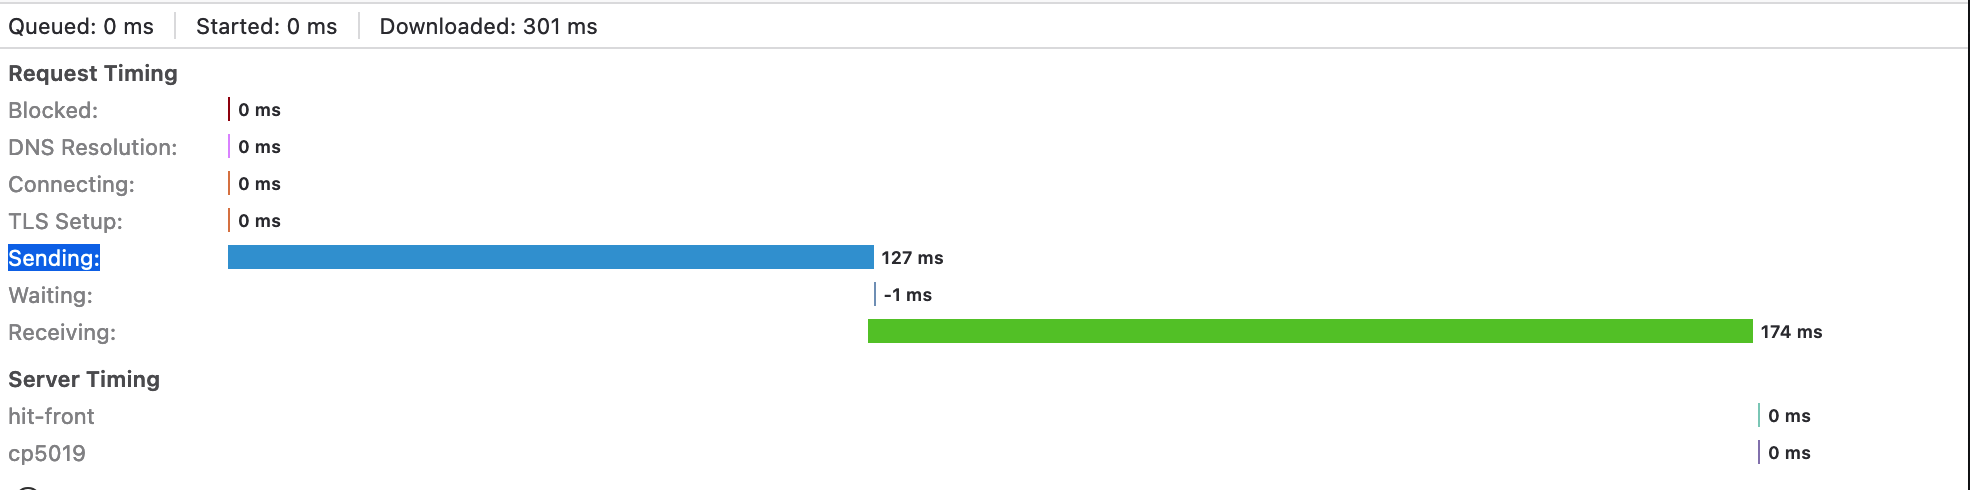 Queued: 0 ms Started: 0 ms Downloaded: 301 ms
Request Timing
Blocked: 0 ms
DNS Resolution: 0 ms
Connecting: 0 ms
TLS Setup: 0 ms
Sending: 127 ms
Waiting: -1 ms
Receiving: 174 ms
Server Timing
hit-front 0 ms
cp5019 0 ms